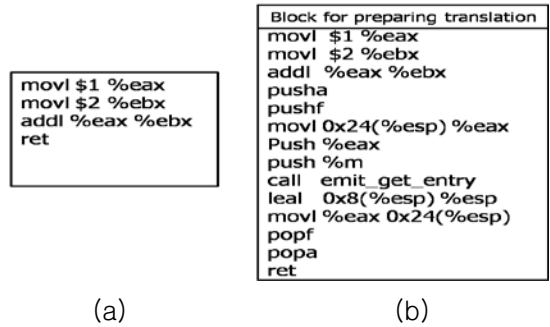 movl $1 %eax
movl $2 %ebx
addl %eax %ebx
ret
(a)
Block for preparing translation
movl $1 %eax
movl $2 %ebx
addl %eax %ebx
pusha
pushf
movl 0x24(%esp) %eax
Push %eax
push %m
call emit_get_entry
leal 0x8(%esp) %esp
movl %eax 0x24(%esp)
popf
popa
ret
(b)